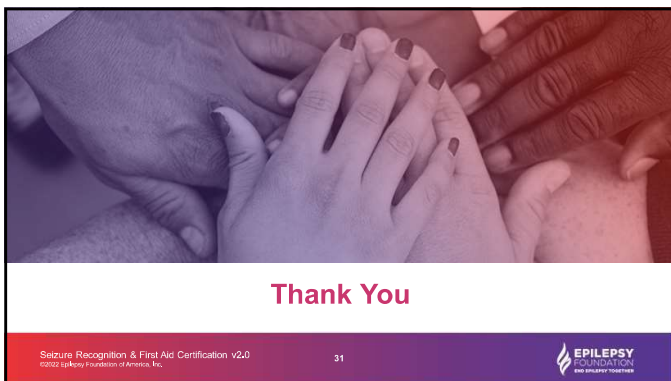 Thank You
Seizure Recognition & First Aid Certification v2.0
©2022 Epilepsy Foundation of America, Inc.
31
EPILEPSY
FOUNDATION
END EPILEPSY TOGETHER